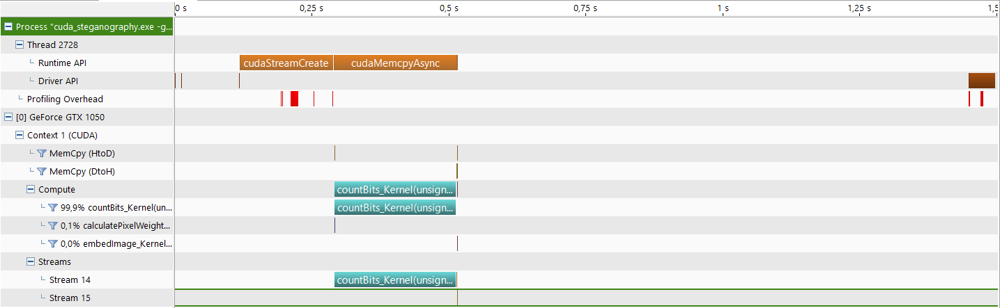 0 s 0,25 s 0,5 s 0,75 s 1 s 1,25 s 1,5
Process "cuda_steganography.exe -g...
Thread 2728
Runtime API cudaStreamCreate cudaMemcpyAsync
Driver API
Profiling Overhead
[0] GeForce GTX 1050
Context 1 (CUDA)
MemCpy (HtoD)
MemCpy (DtoH)
Compute countBits_Kernel(unsign...
99,9% countBits_Kernel(un... countBits_Kernel(unsign...
0,1% calculatePixelWeight...
0,0% embedImage_Kernel...
Streams
Stream 14 countBits_Kernel(unsign...
Stream 15